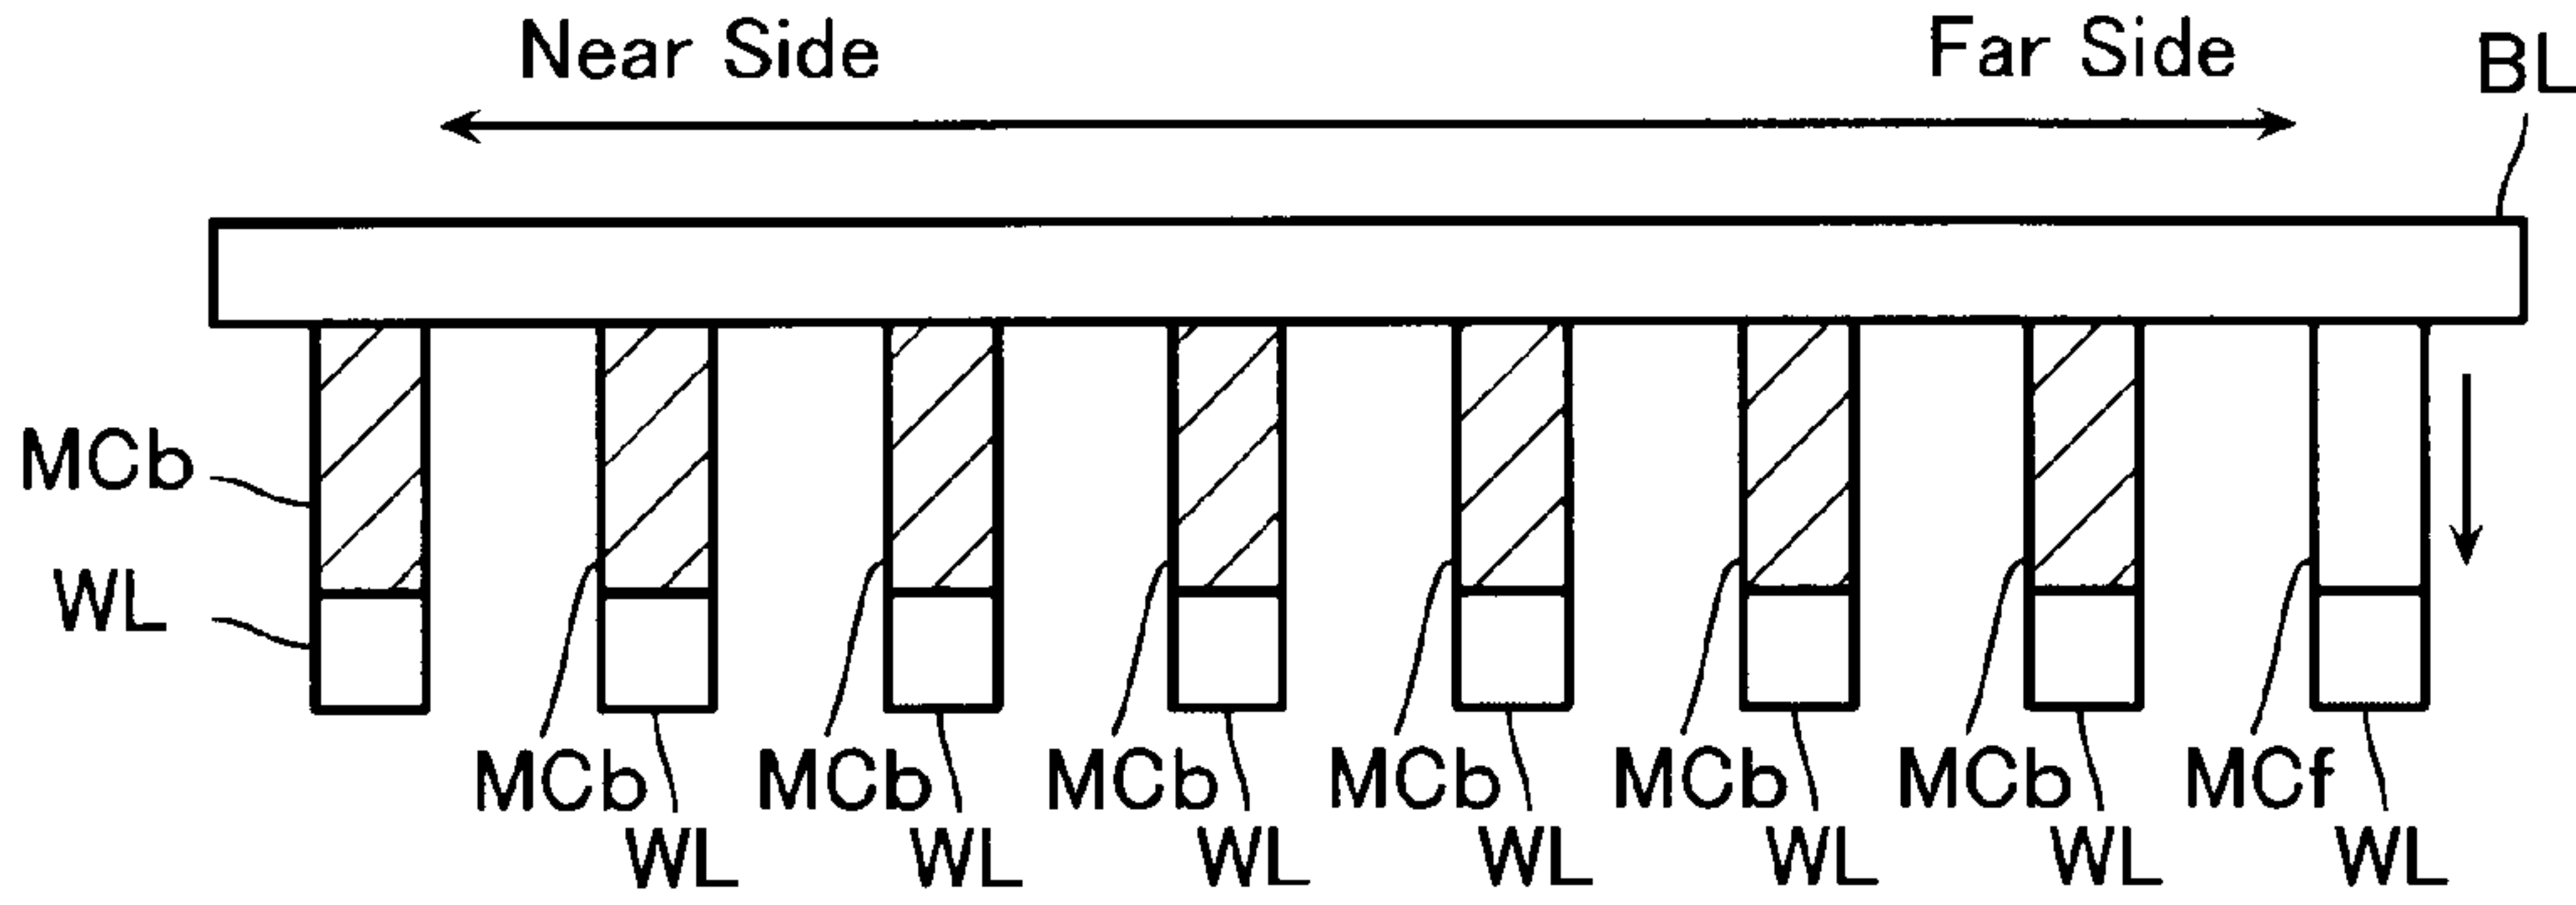 Near Side Far Side BL
MCb
WL
MCb MCb MCb MCb MCb MCb MCf
WL WL WL WL WL WL WL